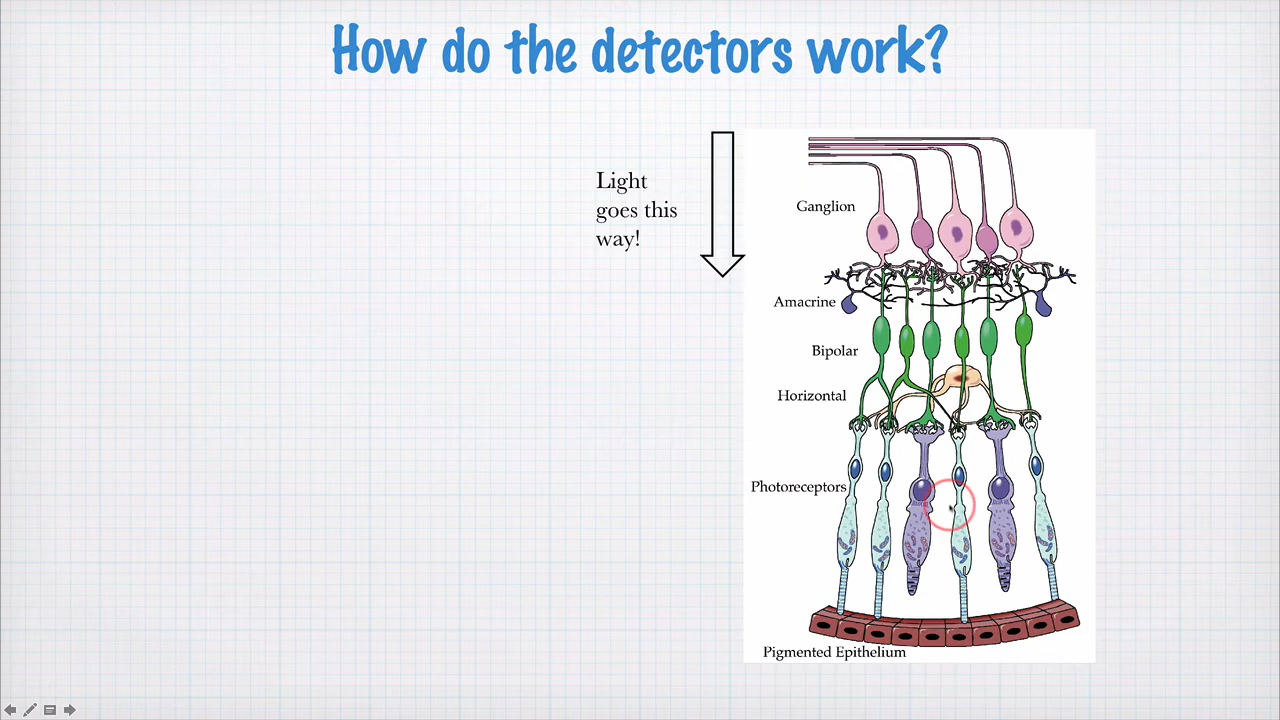 How do the detectors work?
Light
goes this
way!
Ganglion
Amacrine
Bipolar
Horizontal
Photoreceptors
Pigmented Epithelium